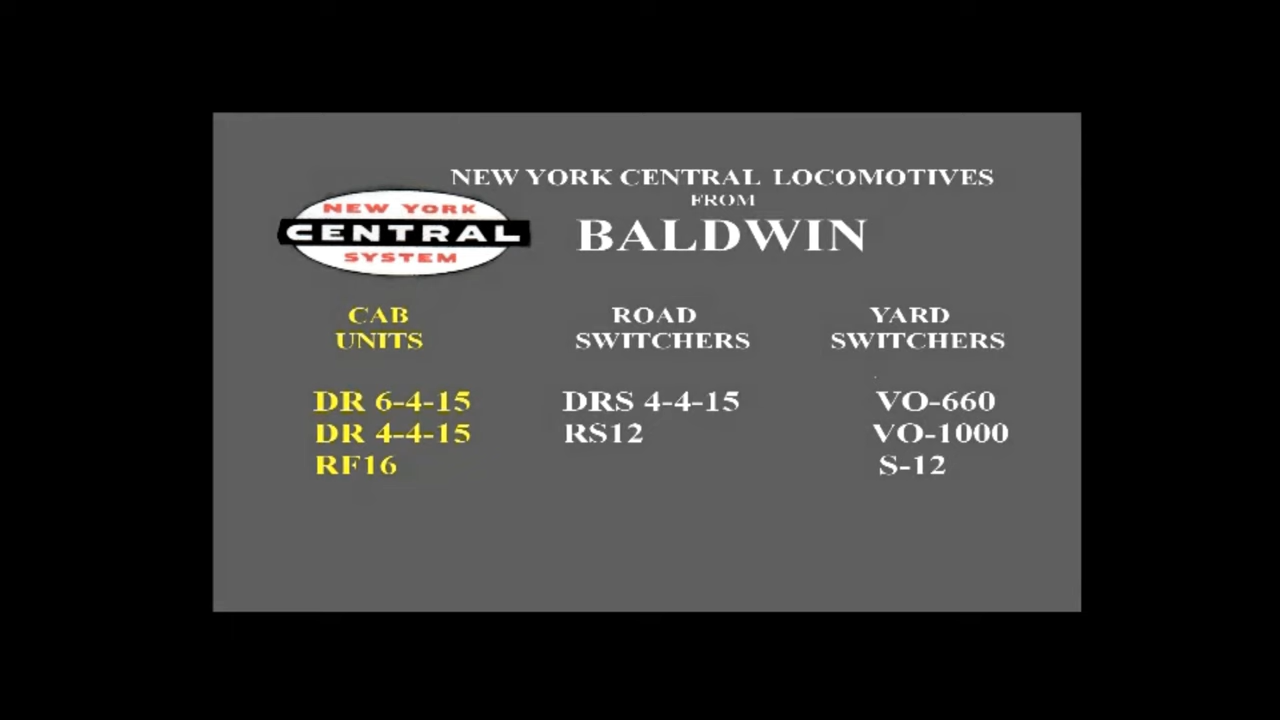 NEW YORK CENTRAL LOCOMOTIVES
FROM
BALDWIN
NEW YORK
CENTRAL
SYSTEM
CAB
UNITS
DR 6-4-15
DR 4-4-15
RF16
ROAD
SWITCHERS
DRS 4-4-15
RS12
YARD
SWITCHERS
VO-660
VO-1000
S-12